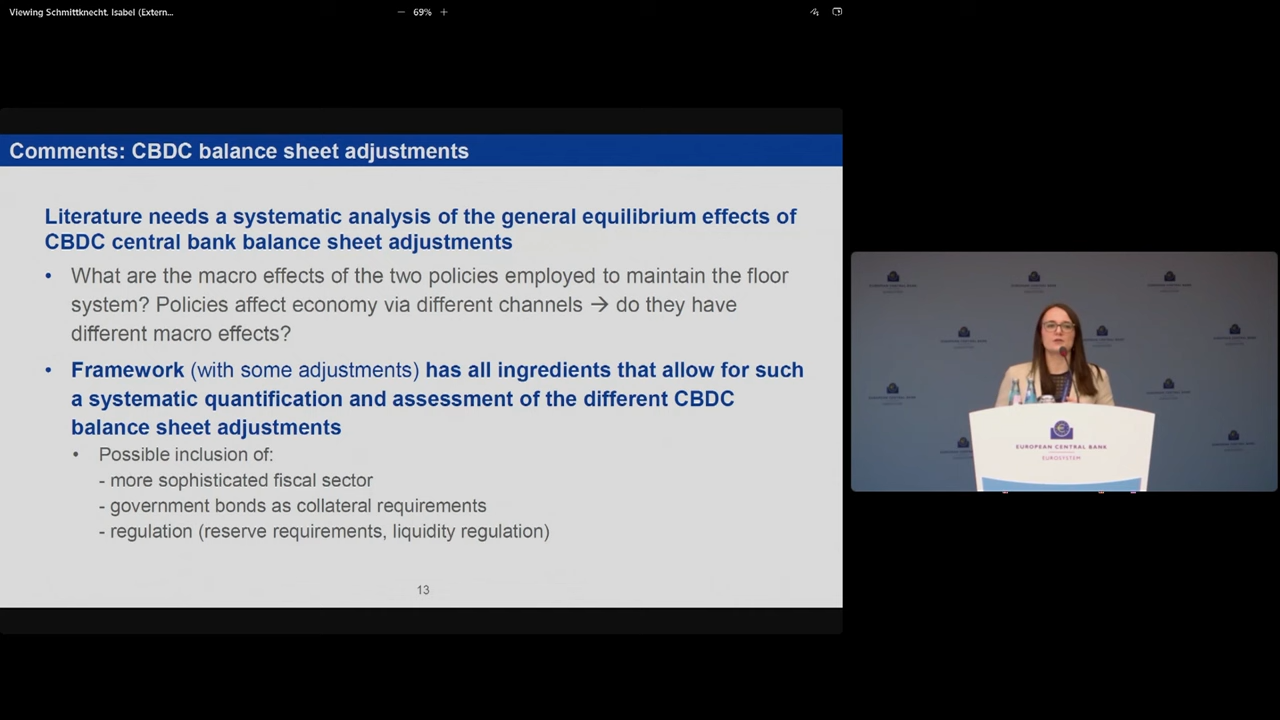 Viewing Schmittknecht, Isabel (Extern...
69%
Comments: CBDC balance sheet adjustments
Literature needs a systematic analysis of the general equilibrium effects of
CBDC central bank balance sheet adjustments
• What are the macro effects of the two policies employed to maintain the floor
system? Policies affect economy via different channels → do they have
different macro effects?
• Framework (with some adjustments) has all ingredients that allow for such
a systematic quantification and assessment of the different CBDC
balance sheet adjustments
• Possible inclusion of:
- more sophisticated fiscal sector
- government bonds as collateral requirements
- regulation (reserve requirements, liquidity regulation)
13
EUROPEAN CENTRAL BANK
EUROSYSTEM